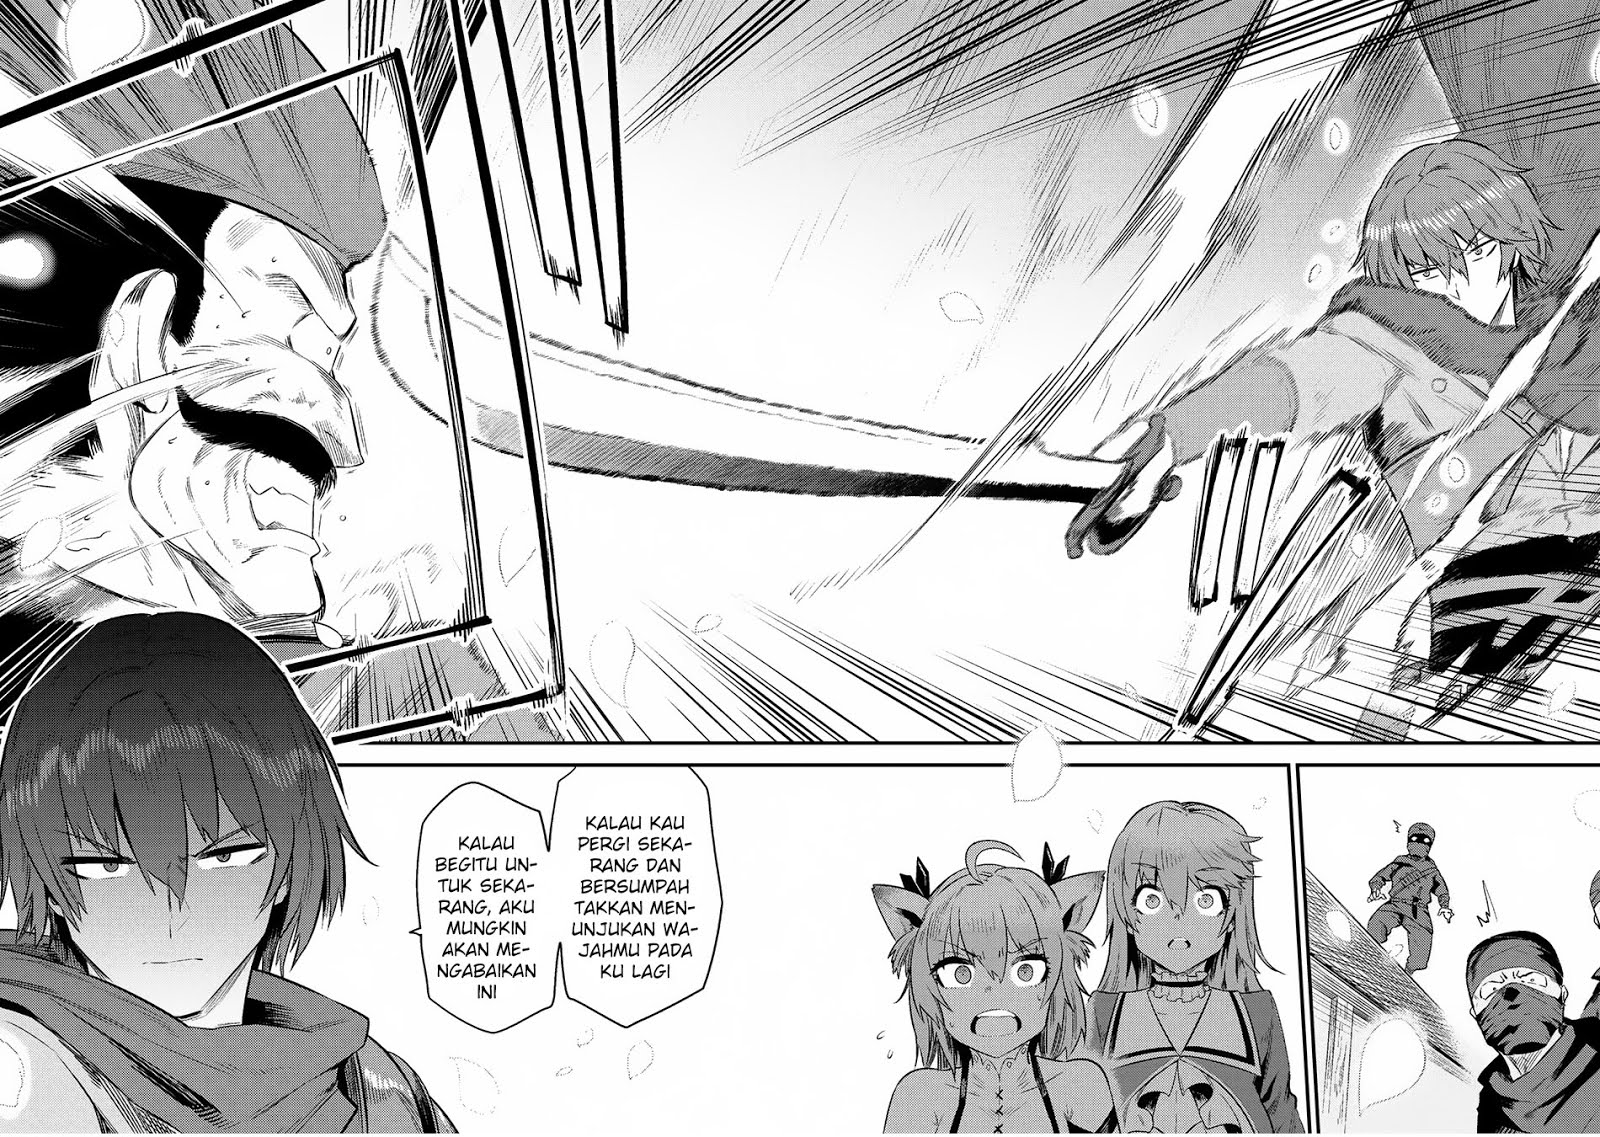 KALAU KAU
PERGI SEKA-
RANG DAN
BERSUMPAH
TAKKAN MEN-
UNJUKAN WA-
JAHMU PADA
KU LAGI
KALAU
BEGITU UN-
TUK SEKA-
RANG, AKU
MUNGKIN
AKAN ME-
NGABAIKAN
INI